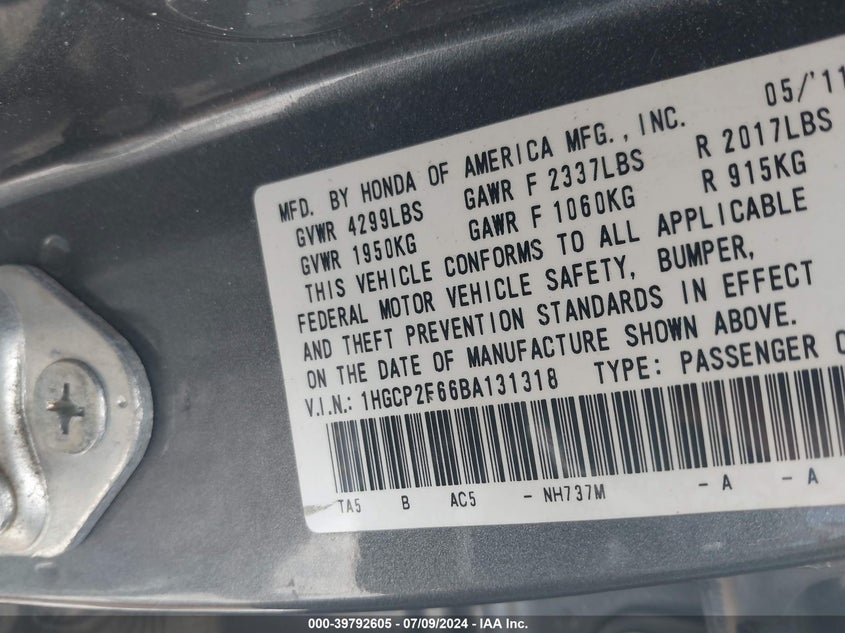 05/'11
MFD. BY HONDA OF AMERICA MFG., INC.
GVWR 4299LBS GAWR F 2337LBS R 2017LBS
GVWR 1950KG GAWR F 1060KG R 915KG
THIS VEHICLE CONFORMS TO ALL APPLICABLE
FEDERAL MOTOR VEHICLE SAFETY, BUMPER,
AND THEFT PREVENTION STANDARDS IN EFFECT
ON THE DATE OF MANUFACTURE SHOWN ABOVE.
V.I.N.: 1HGCP2F66BA131318 TYPE: PASSENGER
TA5 B AC5 - NH737M - A - A
000-39792605 | 07/09/2024 - IAA Inc.